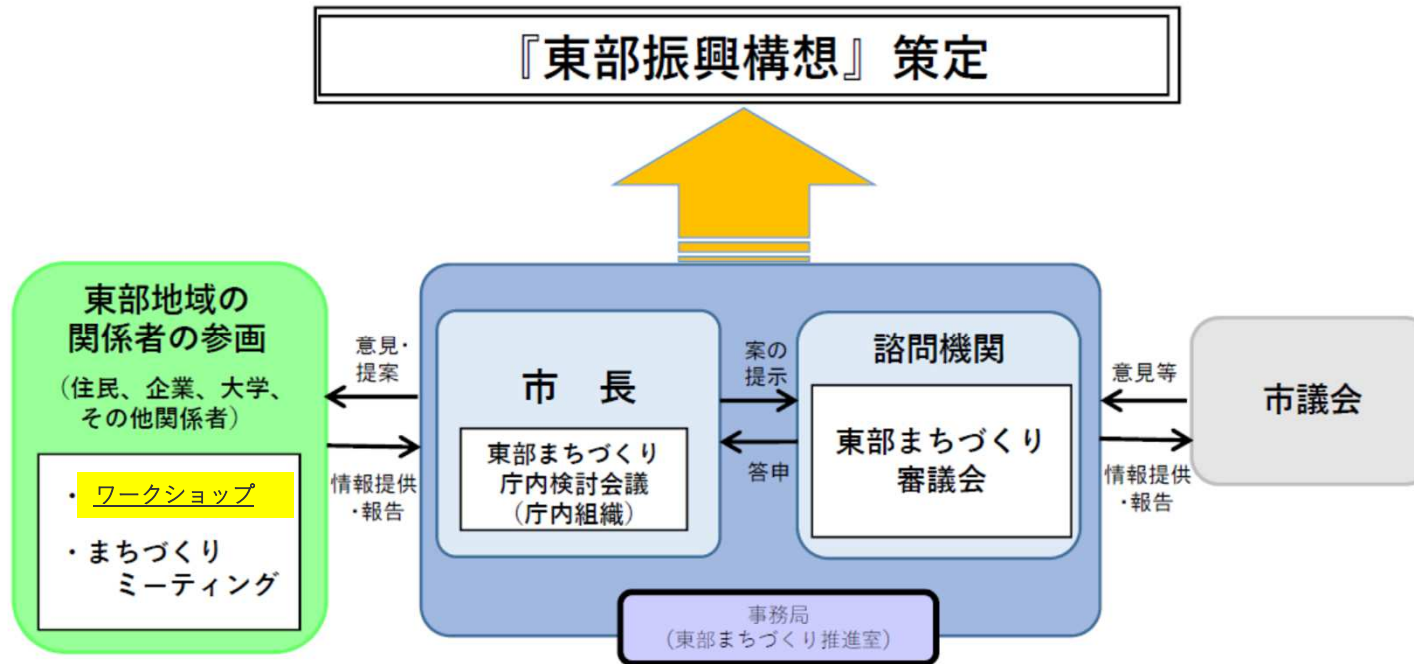 『東部振興構想』策定
東部地域の
関係者の参画
(住民、企業、大学、
その他関係者)
・ワークショップ
・まちづくり
ミーティング
意見・
提案
情報提供
・報告
市　長
東部まちづくり
庁内検討会議
(庁内組織)
案の
提示
答申
諮問機関
東部まちづくり
審議会
意見等
情報提供
・報告
市議会
事務局
(東部まちづくり推進室)